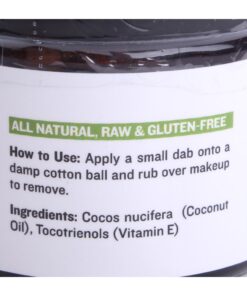 ALL NATURAL, RAW & GLUTEN-FREE
How to Use: Apply a small dab onto a
damp cotton ball and rub over makeup
to remove.
Ingredients: Cocos nucifera (Coconut
Oil), Tocotrienols (Vitamin E)